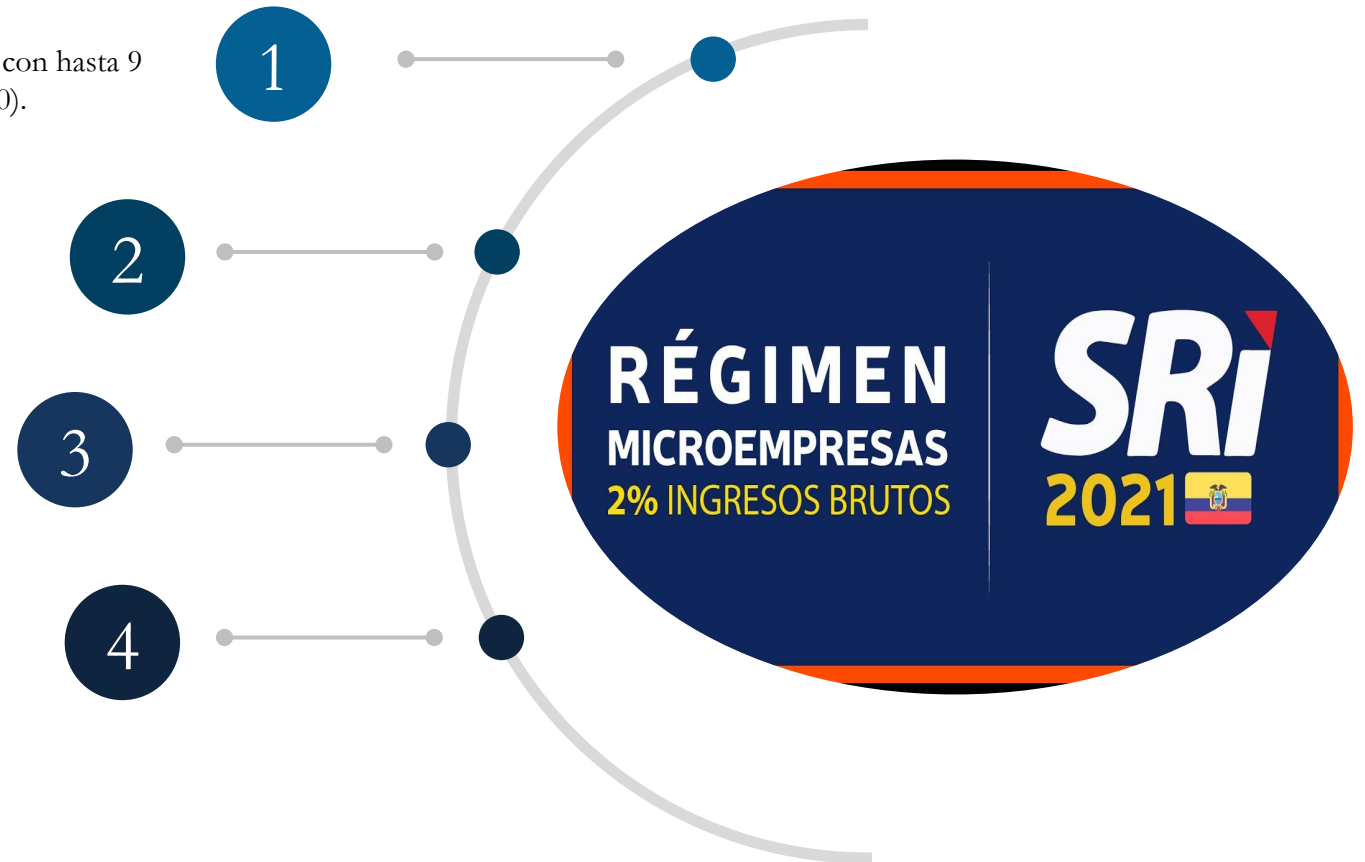 con hasta 9
0).
1
2
3
4
RÉGIMEN
MICROEMPRESAS
2% INGRESOS BRUTOS
SRi
2021